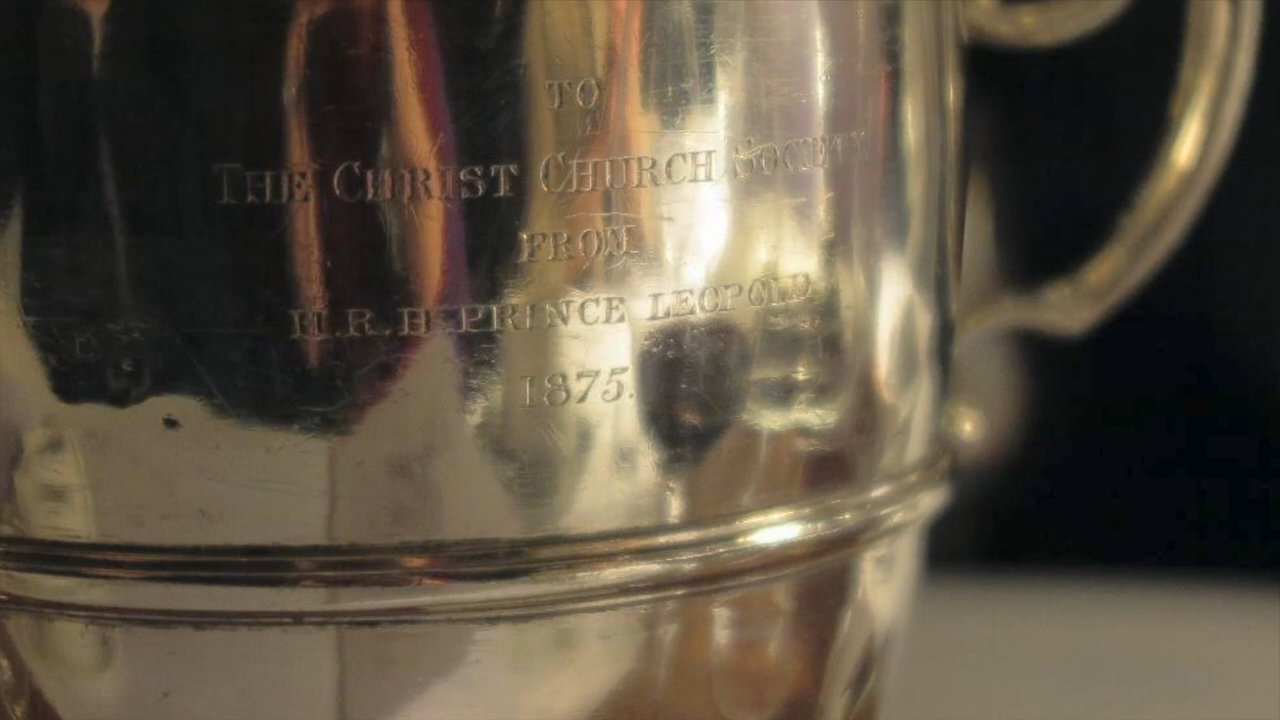 TO
THE CHRIST CHURCH SOCIETY
FROM
H.R.H. PRINCE LEOPOLD
1875.